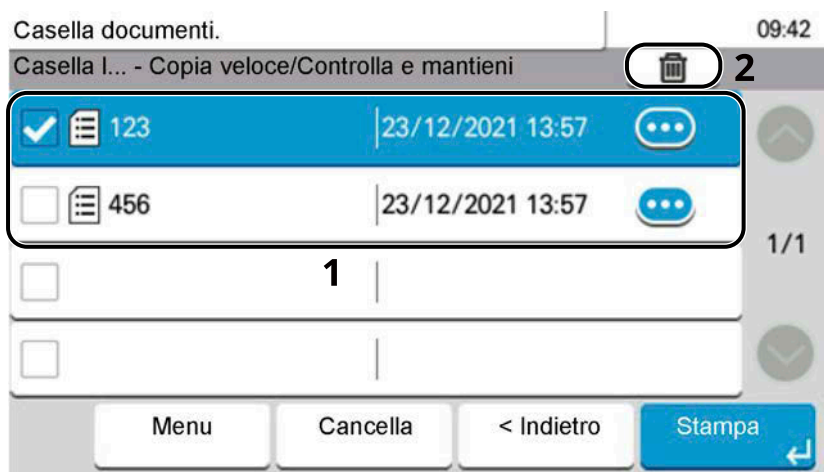 Casella documenti. 09:42
Casella I... - Copia veloce/Controlla e mantieni 2
123 23/12/2021 13:57
456 23/12/2021 13:57
1/1
1
Menu Cancella < Indietro Stampa